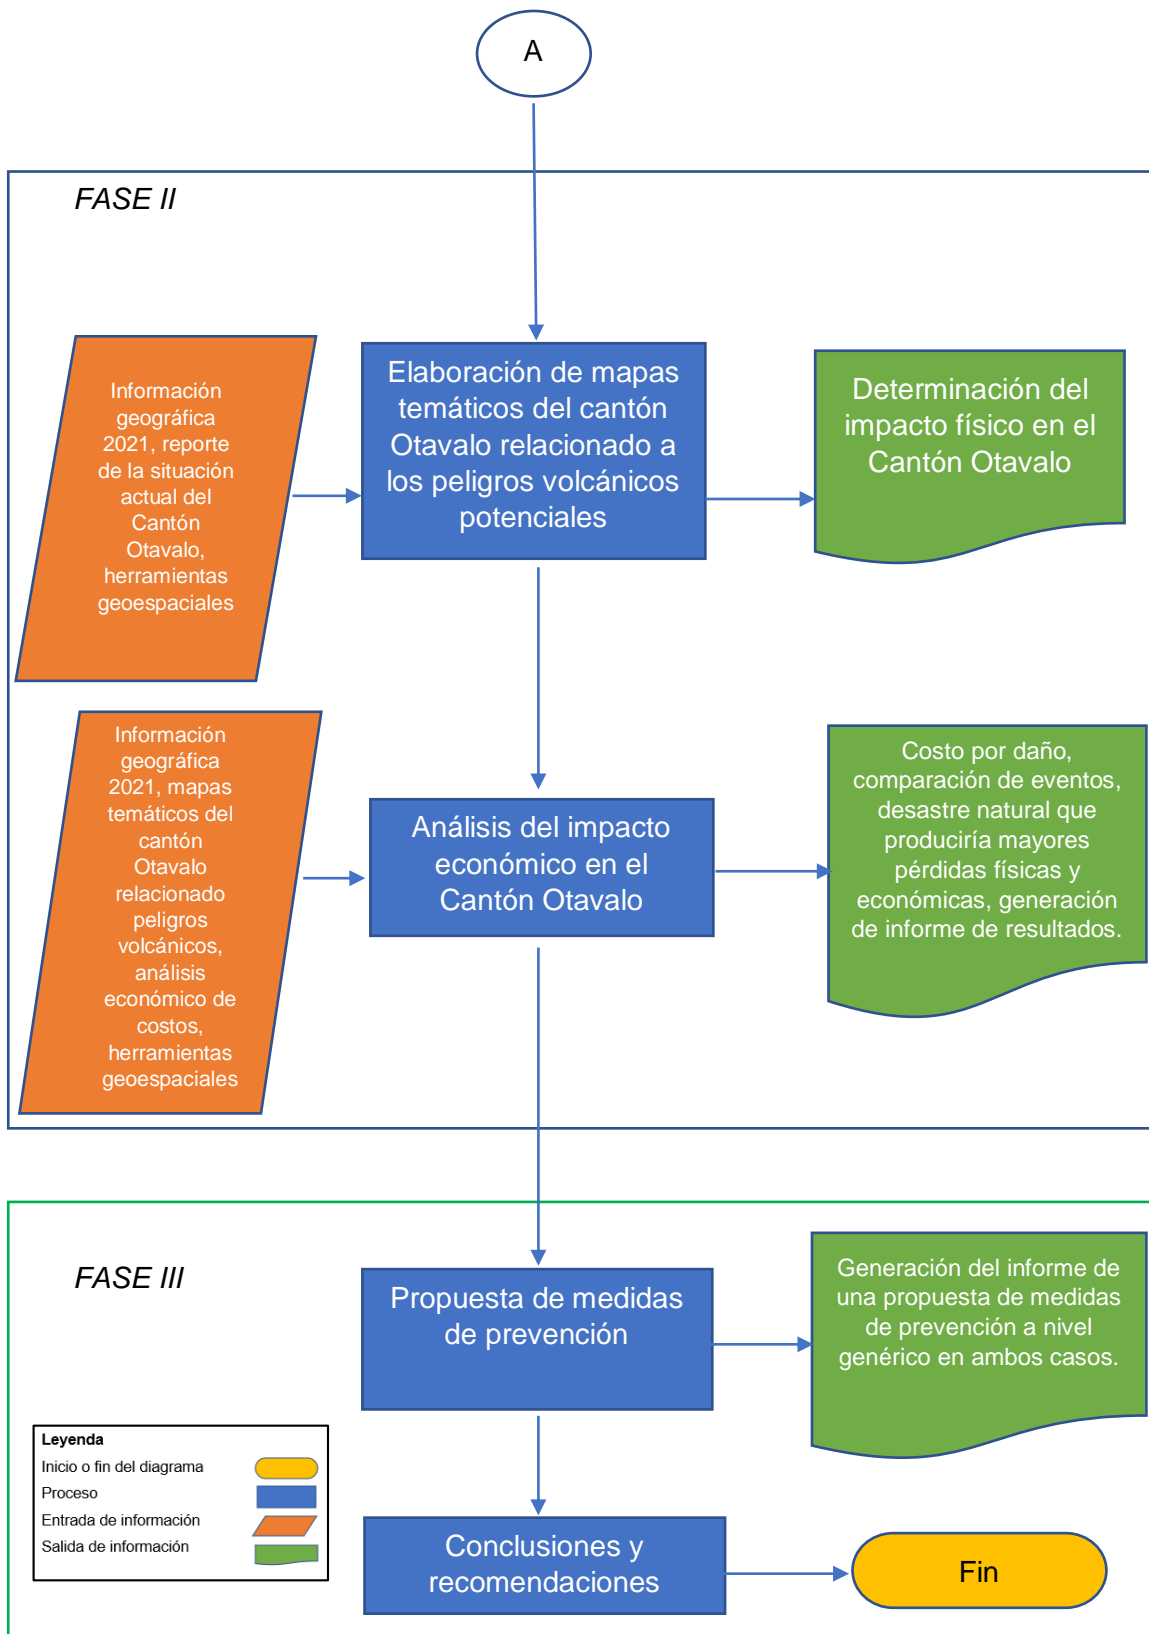 A
FASE II
Información
geográfica
2021, reporte
de la situación
actual del
Cantón
Otavalo,
herramientas
geoespaciales
Elaboración de mapas
temáticos del cantón
Otavalo relacionado a
los peligros volcánicos
potenciales
Determinación del
impacto físico en el
Cantón Otavalo
Información
geográfica
2021, mapas
temáticos del
cantón
Otavalo
relacionado
peligros
volcánicos,
análisis
económico de
costos,
herramientas
geoespaciales
Análisis del impacto
económico en el
Cantón Otavalo
Costo por daño,
comparación de eventos,
desastre natural que
produciría mayores
pérdidas físicas y
económicas, generación
de informe de resultados.
FASE III
Propuesta de medidas
de prevención
Generación del informe de
una propuesta de medidas
de prevención a nivel
genérico en ambos casos.
Leyenda
Inicio o fin del diagrama
Proceso
Entrada de información
Salida de información
Conclusiones y
recomendaciones
Fin